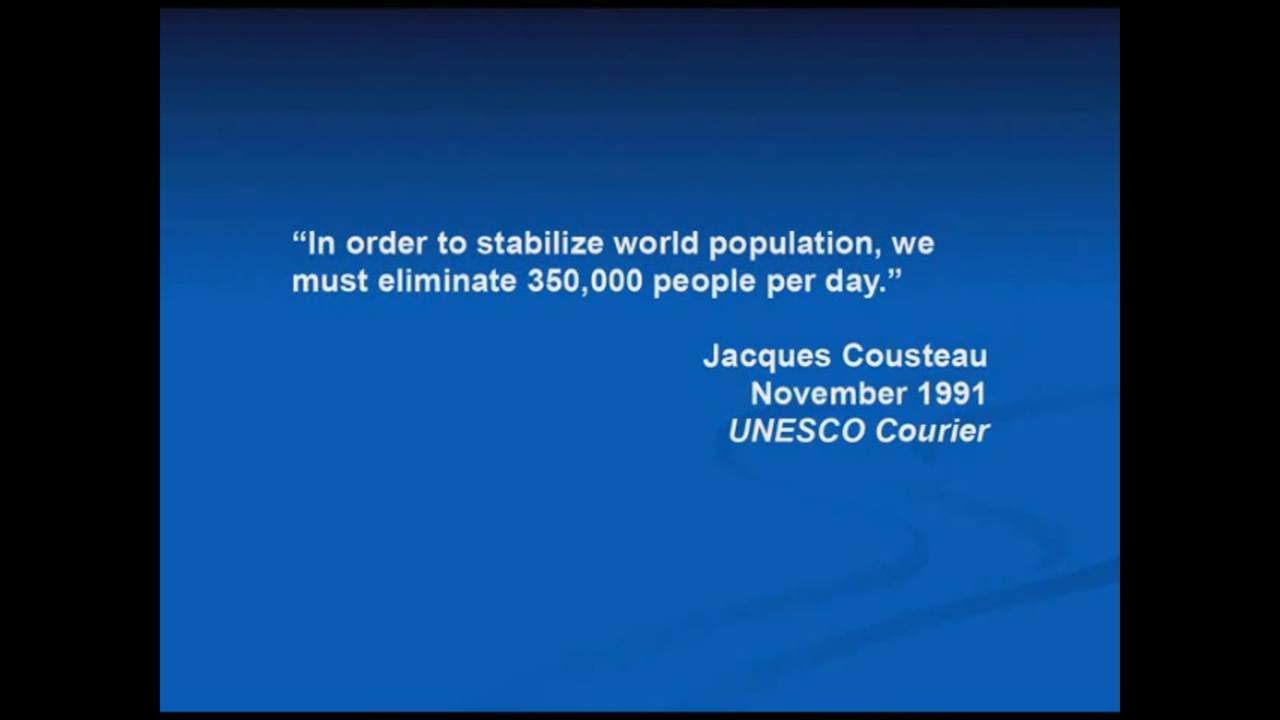 “In order to stabilize world population, we
must eliminate 350,000 people per day.”
Jacques Cousteau
November 1991
UNESCO Courier